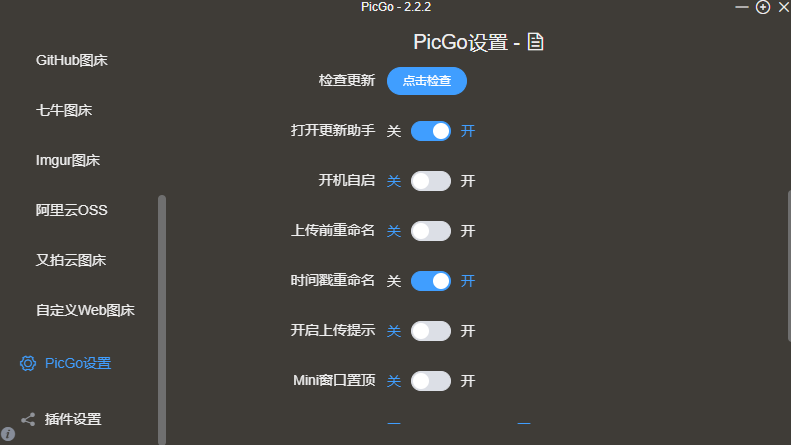 PicGo - 2.2.2
PicGo设置 -
GitHub图床
七牛图床
Imgur图床
阿里云OSS
又拍云图床
自定义Web图床
PicGo设置
插件设置
检查更新 点击检查
打开更新助手 关 开
开机自启 关 开
上传前重命名 关 开
时间戳重命名 关 开
开启上传提示 关 开
Mini窗口置顶 关 开